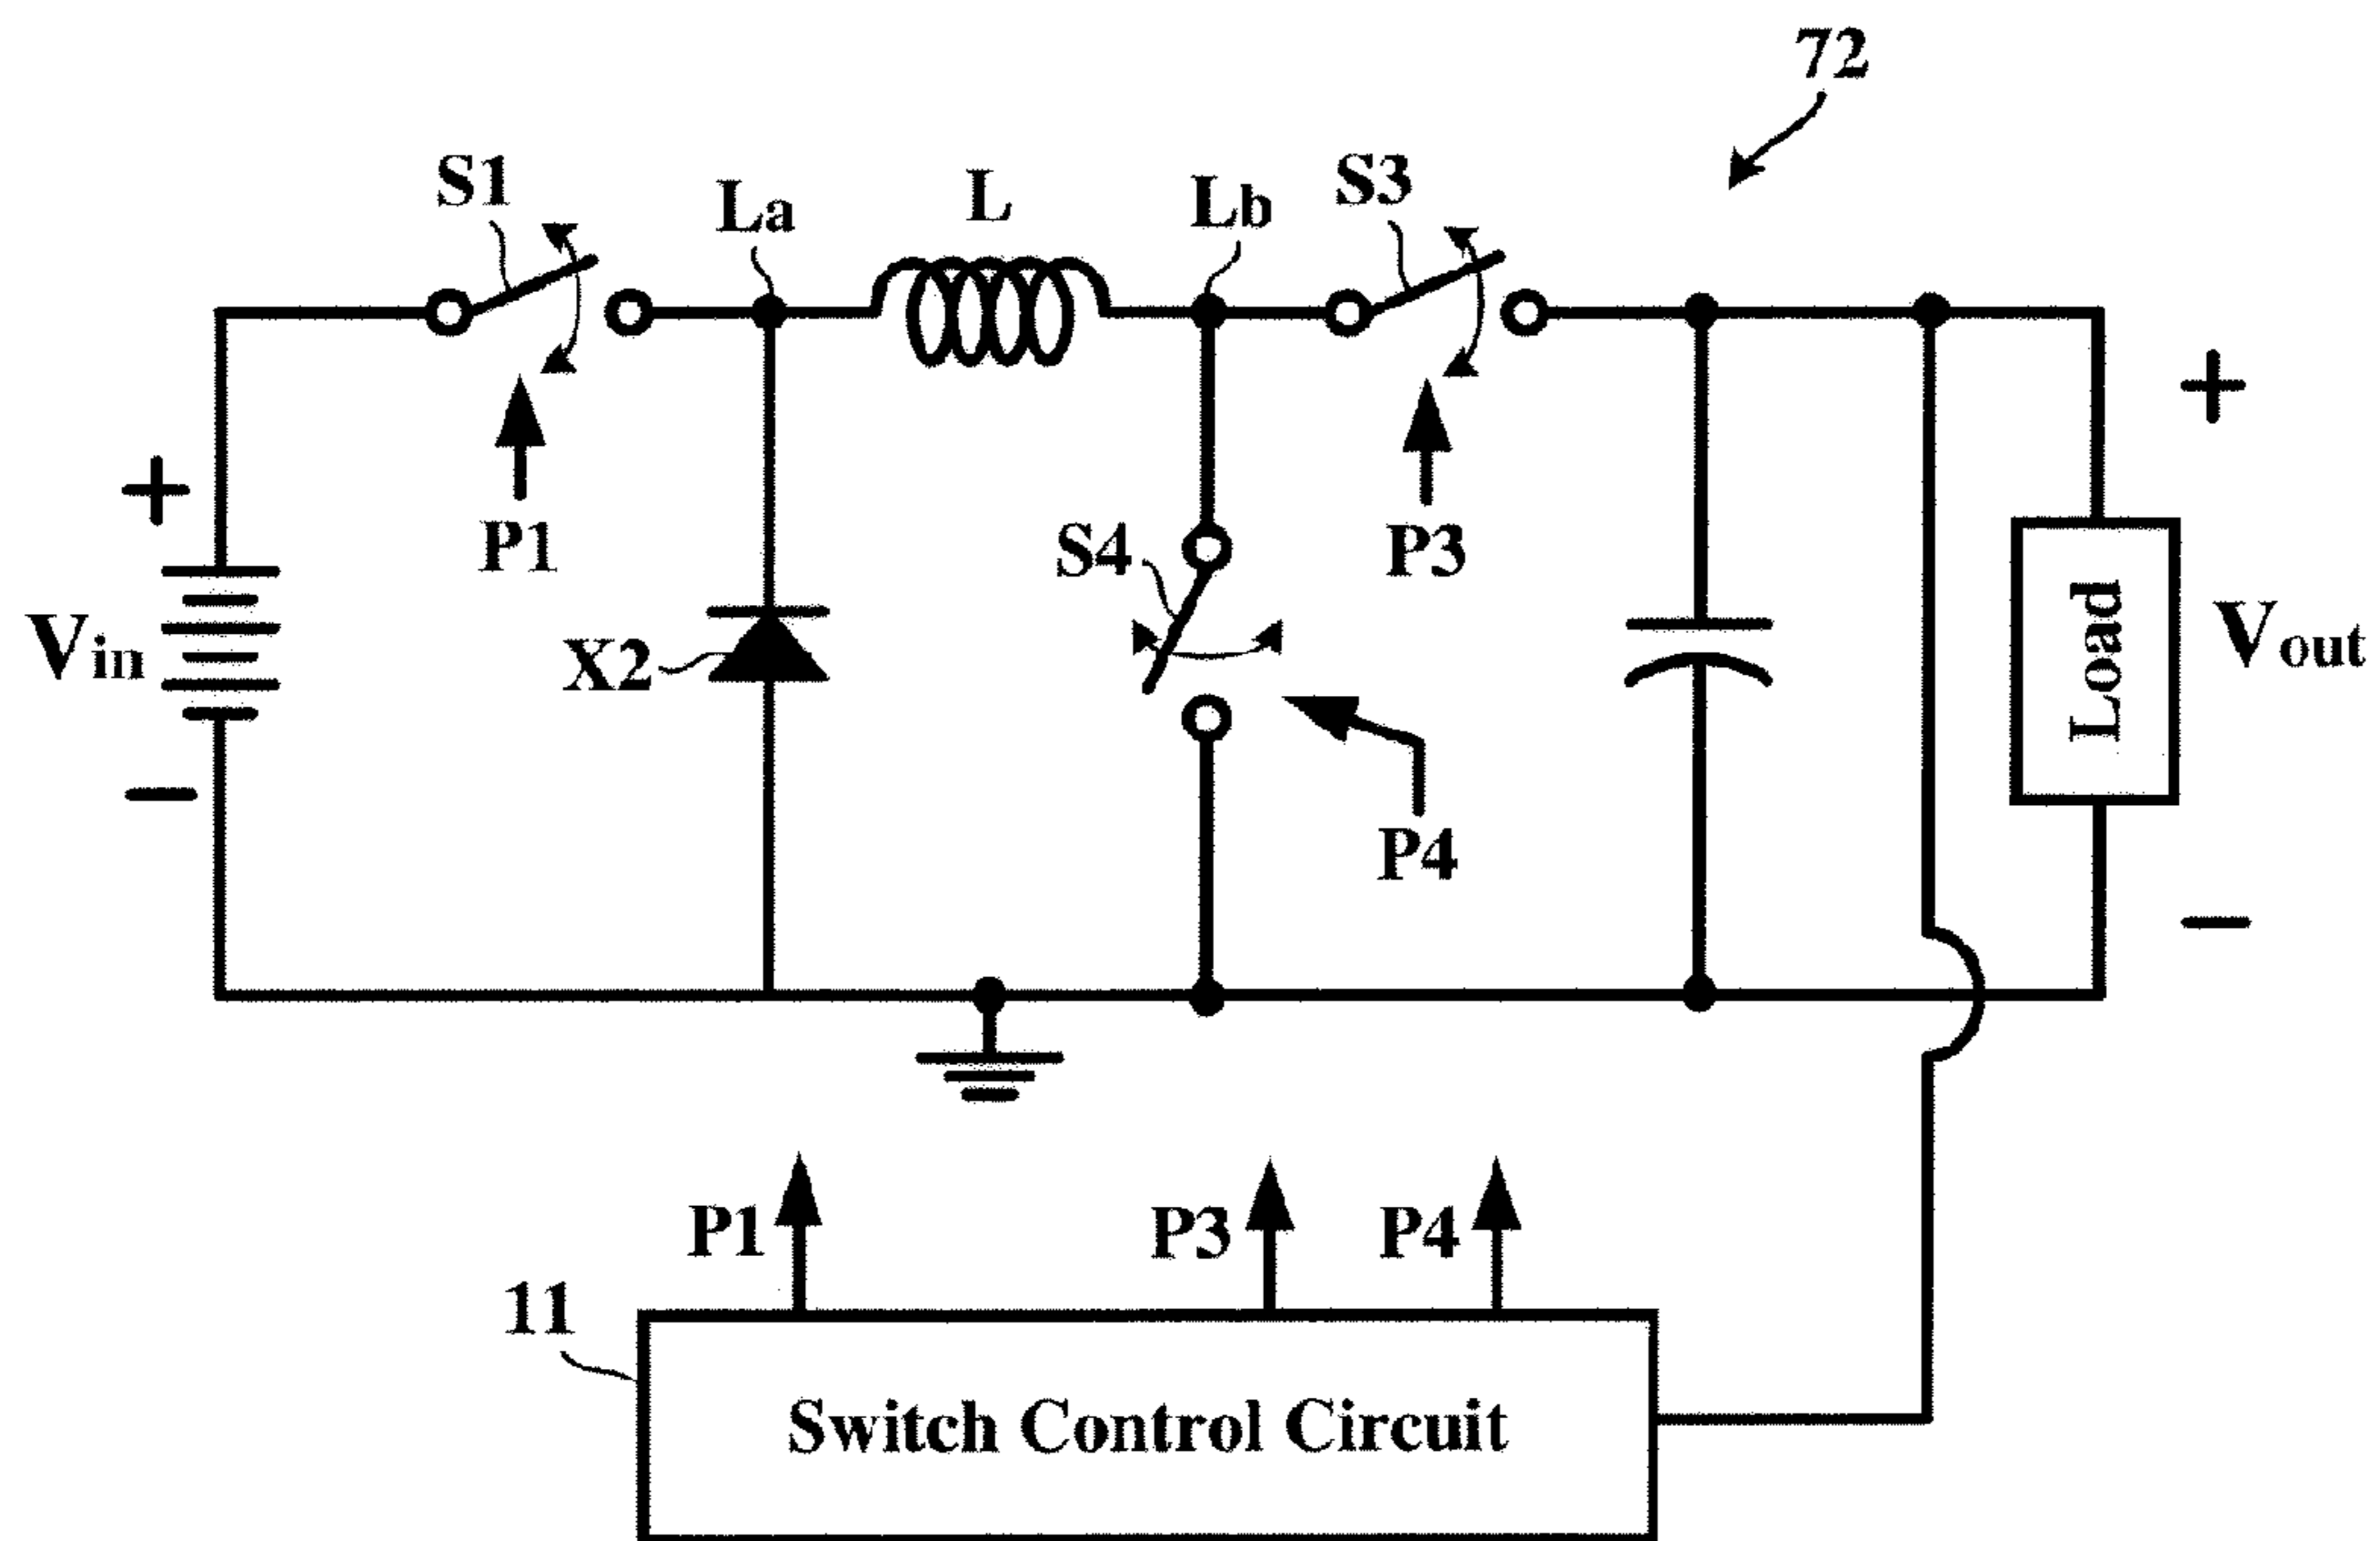 72
S1
La
L
Lb
S3
P1
P3
S4
Vin
X2
Load
Vout
P4
P1
P3
P4
11
Switch Control Circuit